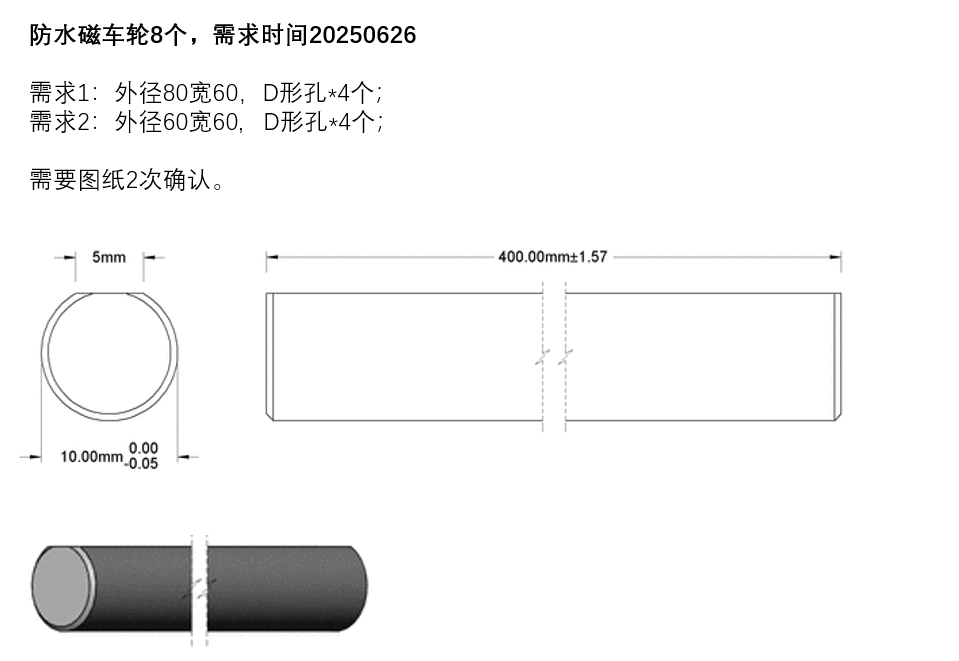 防水磁车轮8个，需求时间20250626
需求1：外径80宽60，D形孔*4个；
需求2：外径60宽60，D形孔*4个；
需要图纸2次确认。
5mm
400.00mm±1.57
10.00mm 0.00
-0.05